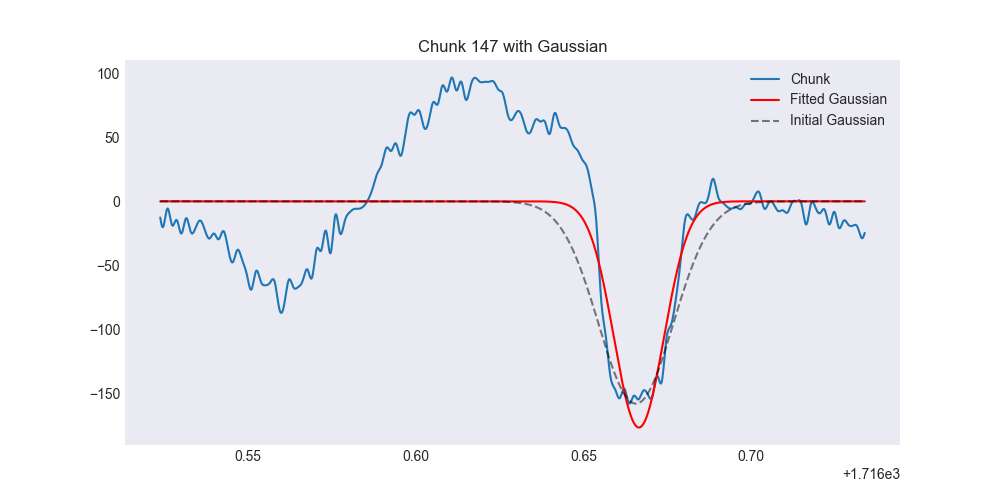 Chunk 147 with Gaussian
100
50
0
−50
−100
−150
Chunk
Fitted Gaussian
Initial Gaussian
0.55 0.60 0.65 0.70
+1.716e3